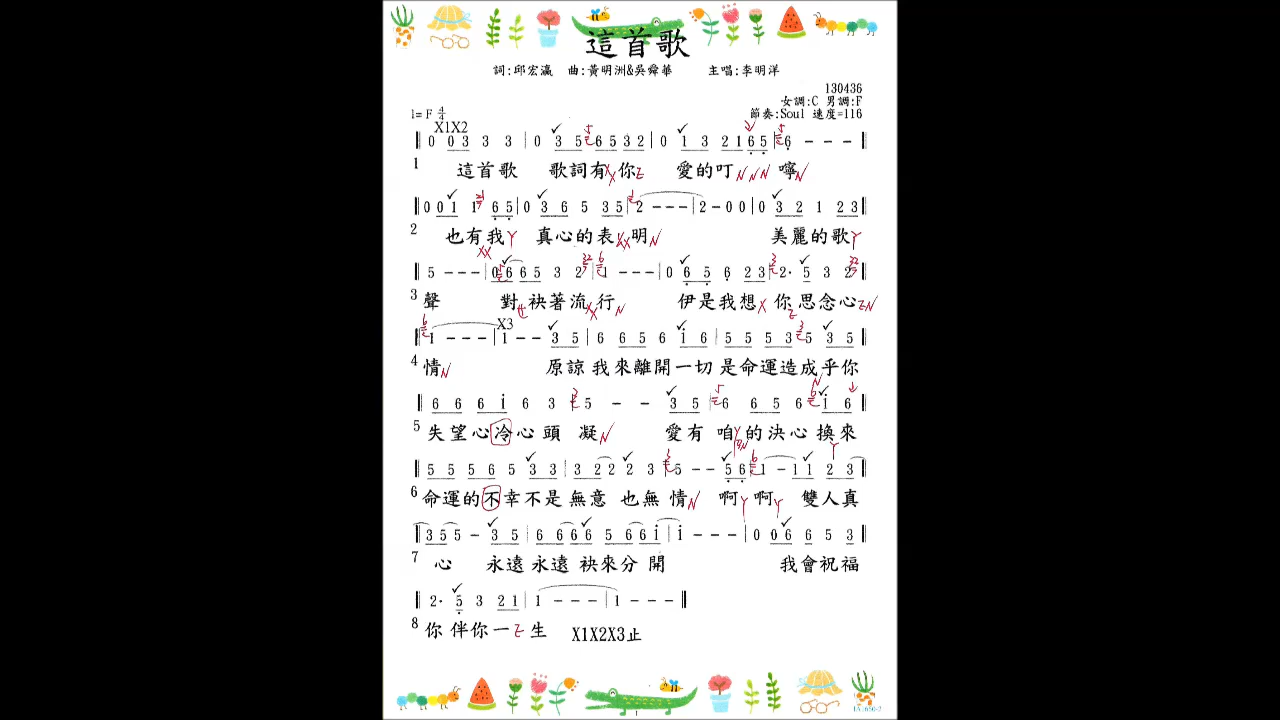 這首歌
詞:邱宏瀛 曲:黃明洲&吳舜華 主唱:李明洋
130436
女調:C 男調:F
1= F 4/4 節奏:Soul 速度=116
X1X2
0 0 3 3 3 | 0 3 5 6 5 3 2 | 0 1 3 2 1 6 5 | 6 - - -
1 這首歌 歌詞有 你 愛的叮 嚀
0 0 0 1 1 6 5 | 0 3 6 5 3 5 | 2 - - - | 2 - 0 0 | 0 3 2 1 2 3
2 也有我 真心的表 明 美麗的歌
5 - - - | 0 6 6 5 3 2 | 1 - - - | 0 6 5 6 2 3 | 2· 5 3 2
3 聲 對 袂著流 行 伊是我想 你 思念心
X3
1 - - - | 1 - - 3 5 | 6 6 5 6 1 6 | 5 5 5 3 5 3 5
4 情 原諒 我來離開一切 是命運造成乎你
6 6 6 i 6 3 | 5 - - 3 5 | 6 6 5 6 i 6
5 失望心冷心頭 凝 愛有 咱 的決心換來
5 5 5 6 5 3 3 | 3 2 2 2 3 | 5 - - 5 6 | 1 - 1 1 2 3
6 命運的不幸不是 無意 也無 情 啊 啊 雙人真
3 5 5 - 3 5 | 6 6 6 6 5 6 6 i | i - - - | 0 0 6 6 5 3
7 心 永遠 永遠 袂來分 開 我會祝福
2· 5 3 2 1 | 1 - - - | 1 - - -
8 你 伴你一 生 X1X2X3止